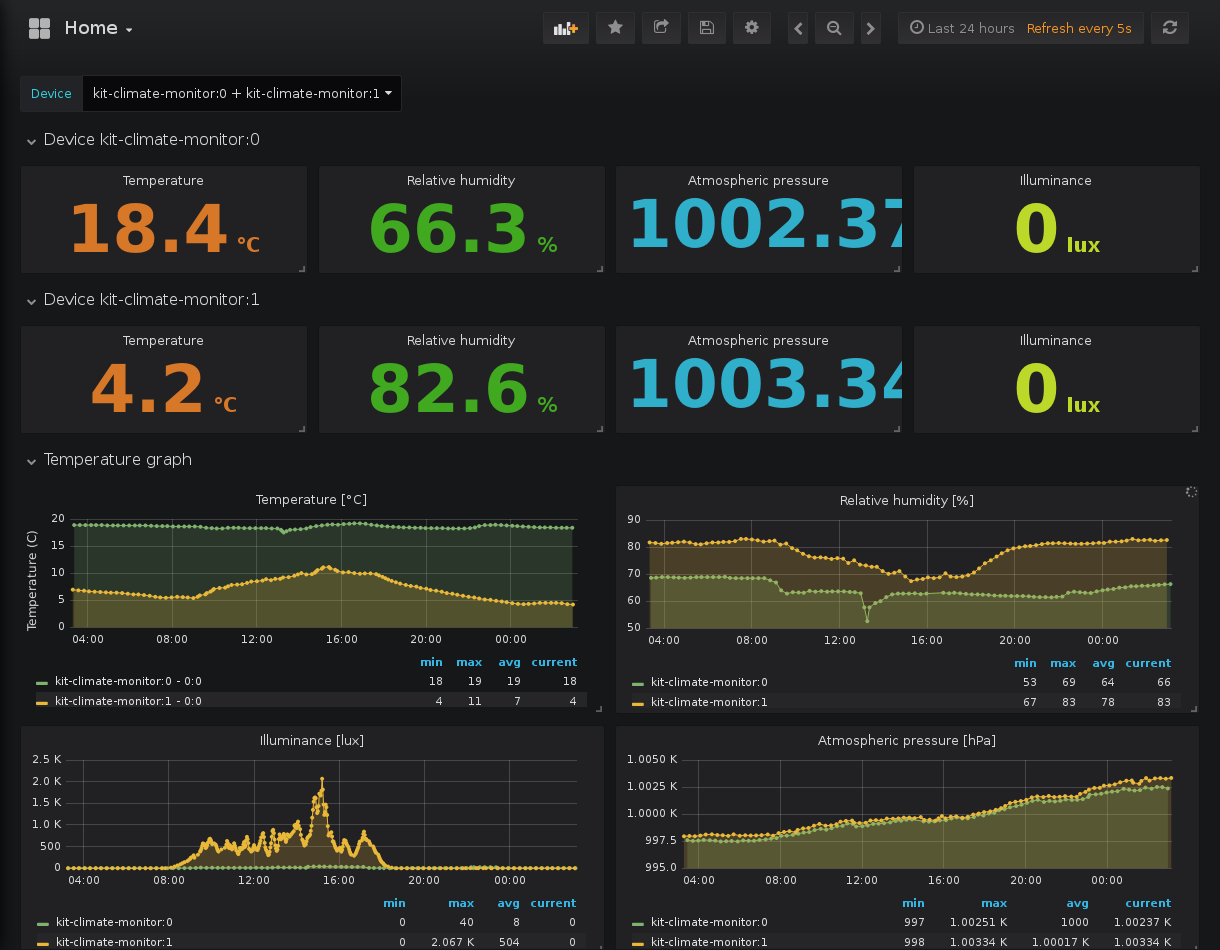 Home
Last 24 hours Refresh every 5s
Device kit-climate-monitor:0 + kit-climate-monitor:1
Device kit-climate-monitor:0
Temperature Relative humidity Atmospheric pressure Illuminance
18.4 °C 66.3 % 1002.37 0 lux
Device kit-climate-monitor:1
Temperature Relative humidity Atmospheric pressure Illuminance
4.2 °C 82.6 % 1003.34 0 lux
Temperature graph
Temperature [°C]
Temperature (C)
20
15
10
5
0
04:00 08:00 12:00 16:00 20:00 00:00
min max avg current
kit-climate-monitor:0 - 0:0 18 19 19 18
kit-climate-monitor:1 - 0:0 4 11 7 4
Relative humidity [%]
90
80
70
60
50
04:00 08:00 12:00 16:00 20:00 00:00
min max avg current
kit-climate-monitor:0 53 69 64 66
kit-climate-monitor:1 67 83 78 83
Illuminance [lux]
2.5 K
2.0 K
1.5 K
1.0 K
500
0
04:00 08:00 12:00 16:00 20:00 00:00
min max avg current
kit-climate-monitor:0 0 40 8 0
kit-climate-monitor:1 0 2.067 K 504 0
Atmospheric pressure [hPa]
1.0050 K
1.0025 K
1.0000 K
997.5
995.0
04:00 08:00 12:00 16:00 20:00 00:00
min max avg current
kit-climate-monitor:0 997 1.00251 K 1000 1.00237 K
kit-climate-monitor:1 998 1.00334 K 1.00017 K 1.00334 K